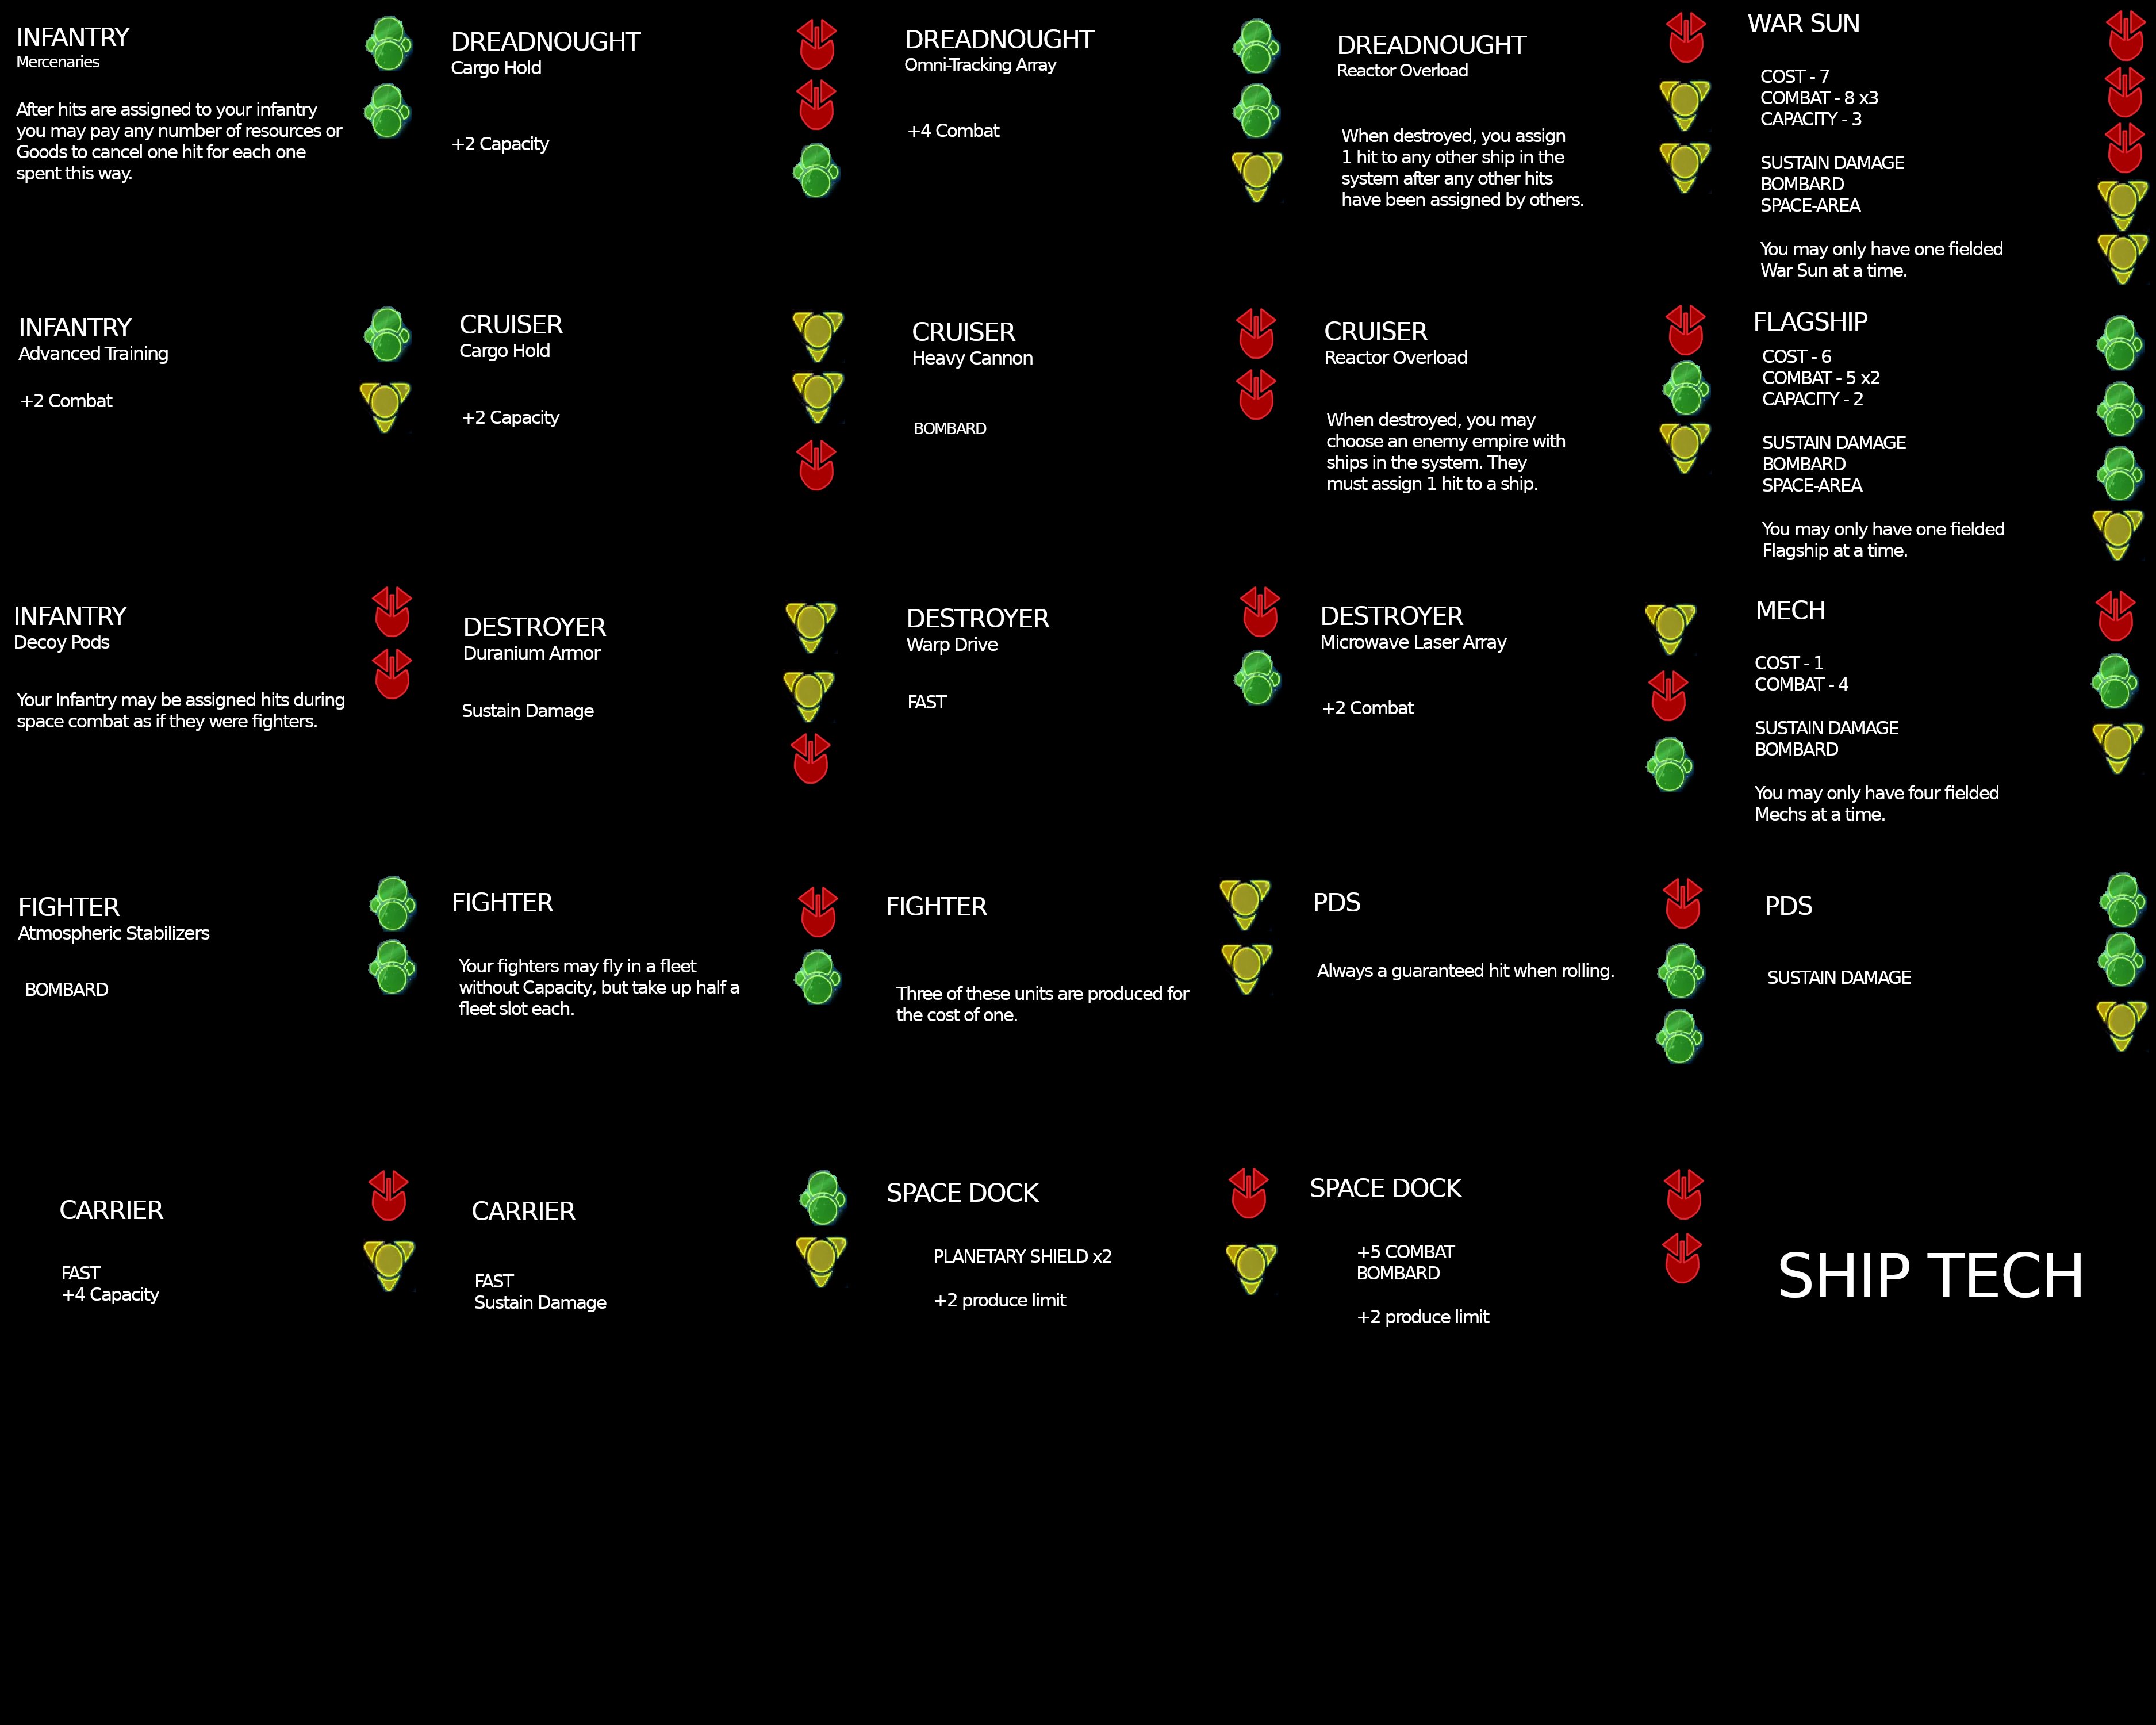 INFANTRY
Mercenaries
After hits are assigned to your infantry
you may pay any number of resources or
Goods to cancel one hit for each one
spent this way.
DREADNOUGHT
Cargo Hold
+2 Capacity
DREADNOUGHT
Omni-Tracking Array
+4 Combat
DREADNOUGHT
Reactor Overload
When destroyed, you assign
1 hit to any other ship in the
system after any other hits
have been assigned by others.
WAR SUN
COST - 7
COMBAT - 8 x3
CAPACITY - 3
SUSTAIN DAMAGE
BOMBARD
SPACE-AREA
You may only have one fielded
War Sun at a time.
INFANTRY
Advanced Training
+2 Combat
CRUISER
Cargo Hold
+2 Capacity
CRUISER
Heavy Cannon
BOMBARD
CRUISER
Reactor Overload
When destroyed, you may
choose an enemy empire with
ships in the system. They
must assign 1 hit to a ship.
FLAGSHIP
COST - 6
COMBAT - 5 x2
CAPACITY - 2
SUSTAIN DAMAGE
BOMBARD
SPACE-AREA
You may only have one fielded
Flagship at a time.
INFANTRY
Decoy Pods
Your Infantry may be assigned hits during
space combat as if they were fighters.
DESTROYER
Duranium Armor
Sustain Damage
DESTROYER
Warp Drive
FAST
DESTROYER
Microwave Laser Array
+2 Combat
MECH
COST - 1
COMBAT - 4
SUSTAIN DAMAGE
BOMBARD
You may only have four fielded
Mechs at a time.
FIGHTER
Atmospheric Stabilizers
BOMBARD
FIGHTER
Your fighters may fly in a fleet
without Capacity, but take up half a
fleet slot each.
FIGHTER
Three of these units are produced for
the cost of one.
PDS
Always a guaranteed hit when rolling.
PDS
SUSTAIN DAMAGE
CARRIER
FAST
+4 Capacity
CARRIER
FAST
Sustain Damage
SPACE DOCK
PLANETARY SHIELD x2
+2 produce limit
SPACE DOCK
+5 COMBAT
BOMBARD
+2 produce limit
SHIP TECH